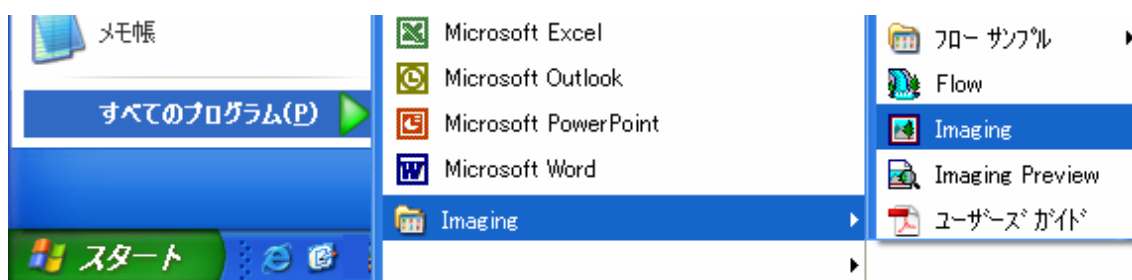 メモ帳
すべてのプログラム(P)
スタート
Microsoft Excel
Microsoft Outlook
Microsoft PowerPoint
Microsoft Word
Imaging
フロー サンプル
Flow
Imaging
Imaging Preview
ユーザーズ ガイド